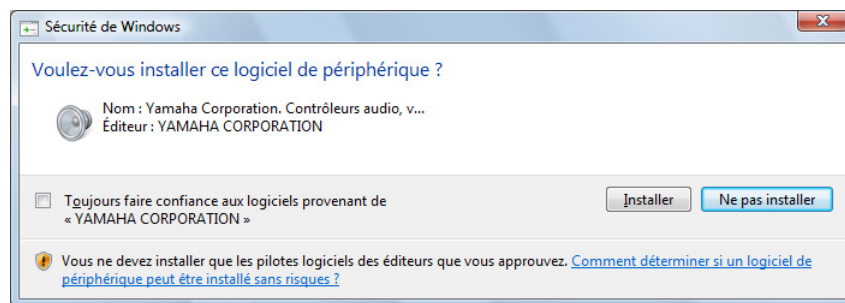 Sécurité de Windows
Voulez-vous installer ce logiciel de périphérique ?
Nom : Yamaha Corporation. Contrôleurs audio, v...
Éditeur : YAMAHA CORPORATION
Toujours faire confiance aux logiciels provenant de
« YAMAHA CORPORATION »
Installer
Ne pas installer
Vous ne devez installer que les pilotes logiciels des éditeurs que vous approuvez. Comment déterminer si un logiciel de
périphérique peut être installé sans risques ?